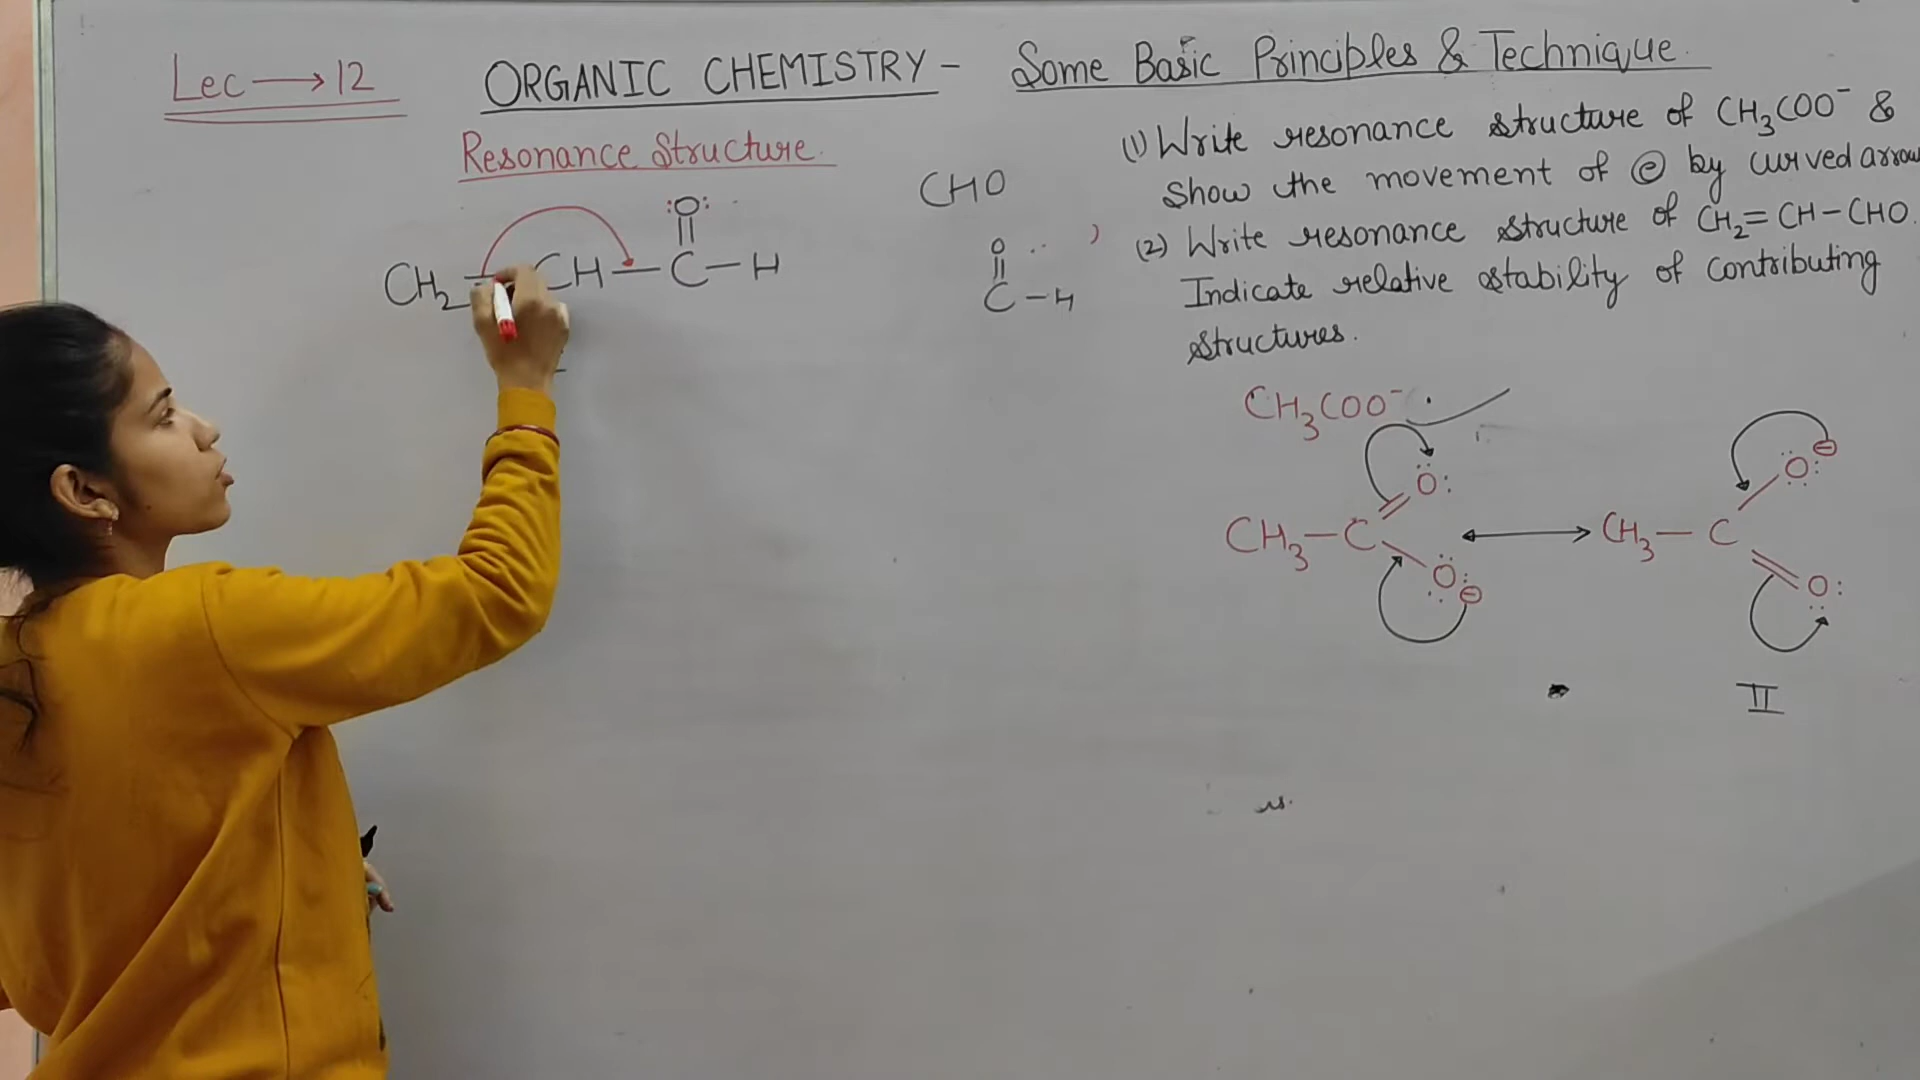 Lec → 12
ORGANIC CHEMISTRY - Some Basic Principles & Technique.
Resonance Structure.
:Ö:
CH₂ CH — C — H
CHO
O
C - H
(1) Write resonance structure of CH₃COO⁻ &
Show the movement of ⓔ by curved arrow
(2) Write resonance structure of CH₂=CH-CHO.
Indicate relative stability of contributing
structures.
CH₃COO⁻
Ö:
CH₃-C
Ö: ⊖
↔
Ö: ⊖
CH₃-C
O:
II